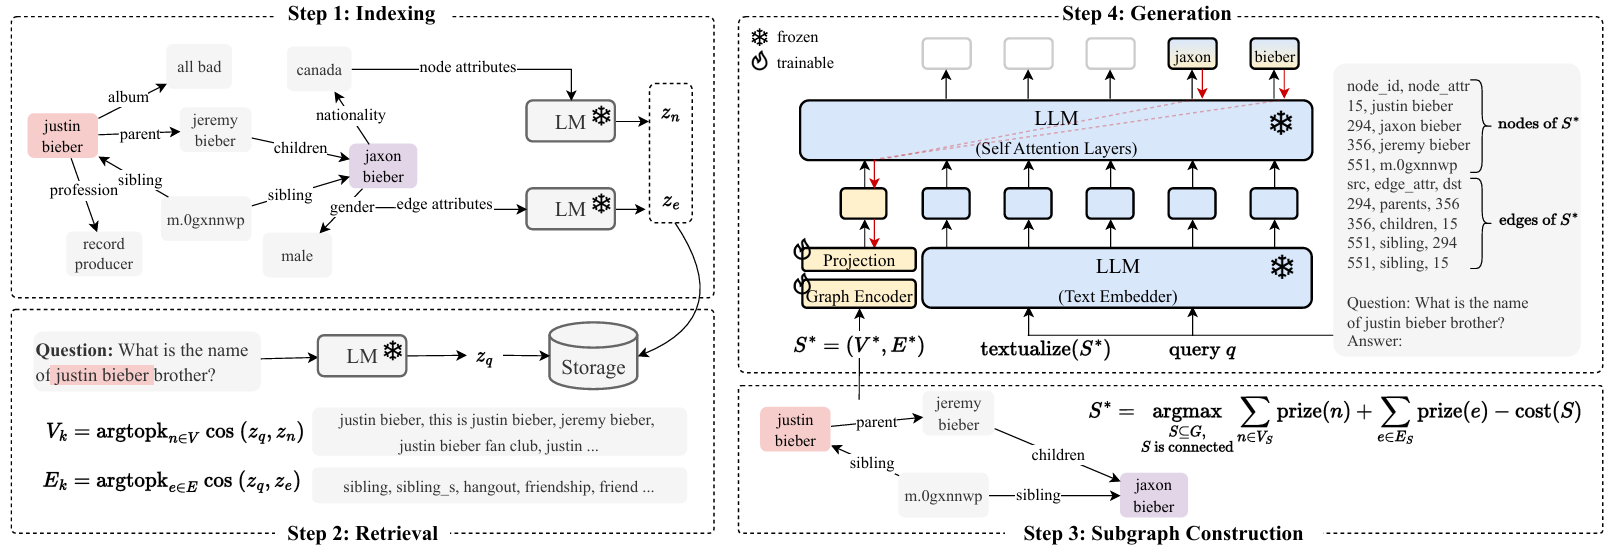 Step 1: Indexing
all bad
canada
node attributes
album
LM
z_n
justin
bieber
parent
jeremy
bieber
nationality
children
jaxon
bieber
sibling
profession
m.0gxnnwp
sibling
gender
edge attributes
LM
z_e
record
producer
male
Question: What is the name
of justin bieber brother?
LM
z_q
Storage
V_k = argtopk_{n∈V} cos (z_q, z_n)
justin bieber, this is justin bieber, jeremy bieber,
justin bieber fan club, justin ...
E_k = argtopk_{e∈E} cos (z_q, z_e)
sibling, sibling_s, hangout, friendship, friend ...
Step 2: Retrieval
Step 4: Generation
frozen
trainable
jaxon
bieber
LLM
(Self Attention Layers)
Projection
Graph Encoder
LLM
(Text Embedder)
S* = (V*, E*)
textualize(S*)
query q
node_id, node_attr
15, justin bieber
294, jaxon bieber
356, jeremy bieber
551, m.0gxnnwp
nodes of S*
src, edge_attr, dst
294, parents, 356
356, children, 15
551, sibling, 294
551, sibling, 15
edges of S*
Question: What is the name
of justin bieber brother?
Answer:
justin
bieber
parent
jeremy
bieber
sibling
children
m.0gxnnwp
sibling
jaxon
bieber
S* = argmax ∑ prize(n) + ∑ prize(e) − cost(S)
S⊆G, n∈V_S e∈E_S
S is connected
Step 3: Subgraph Construction